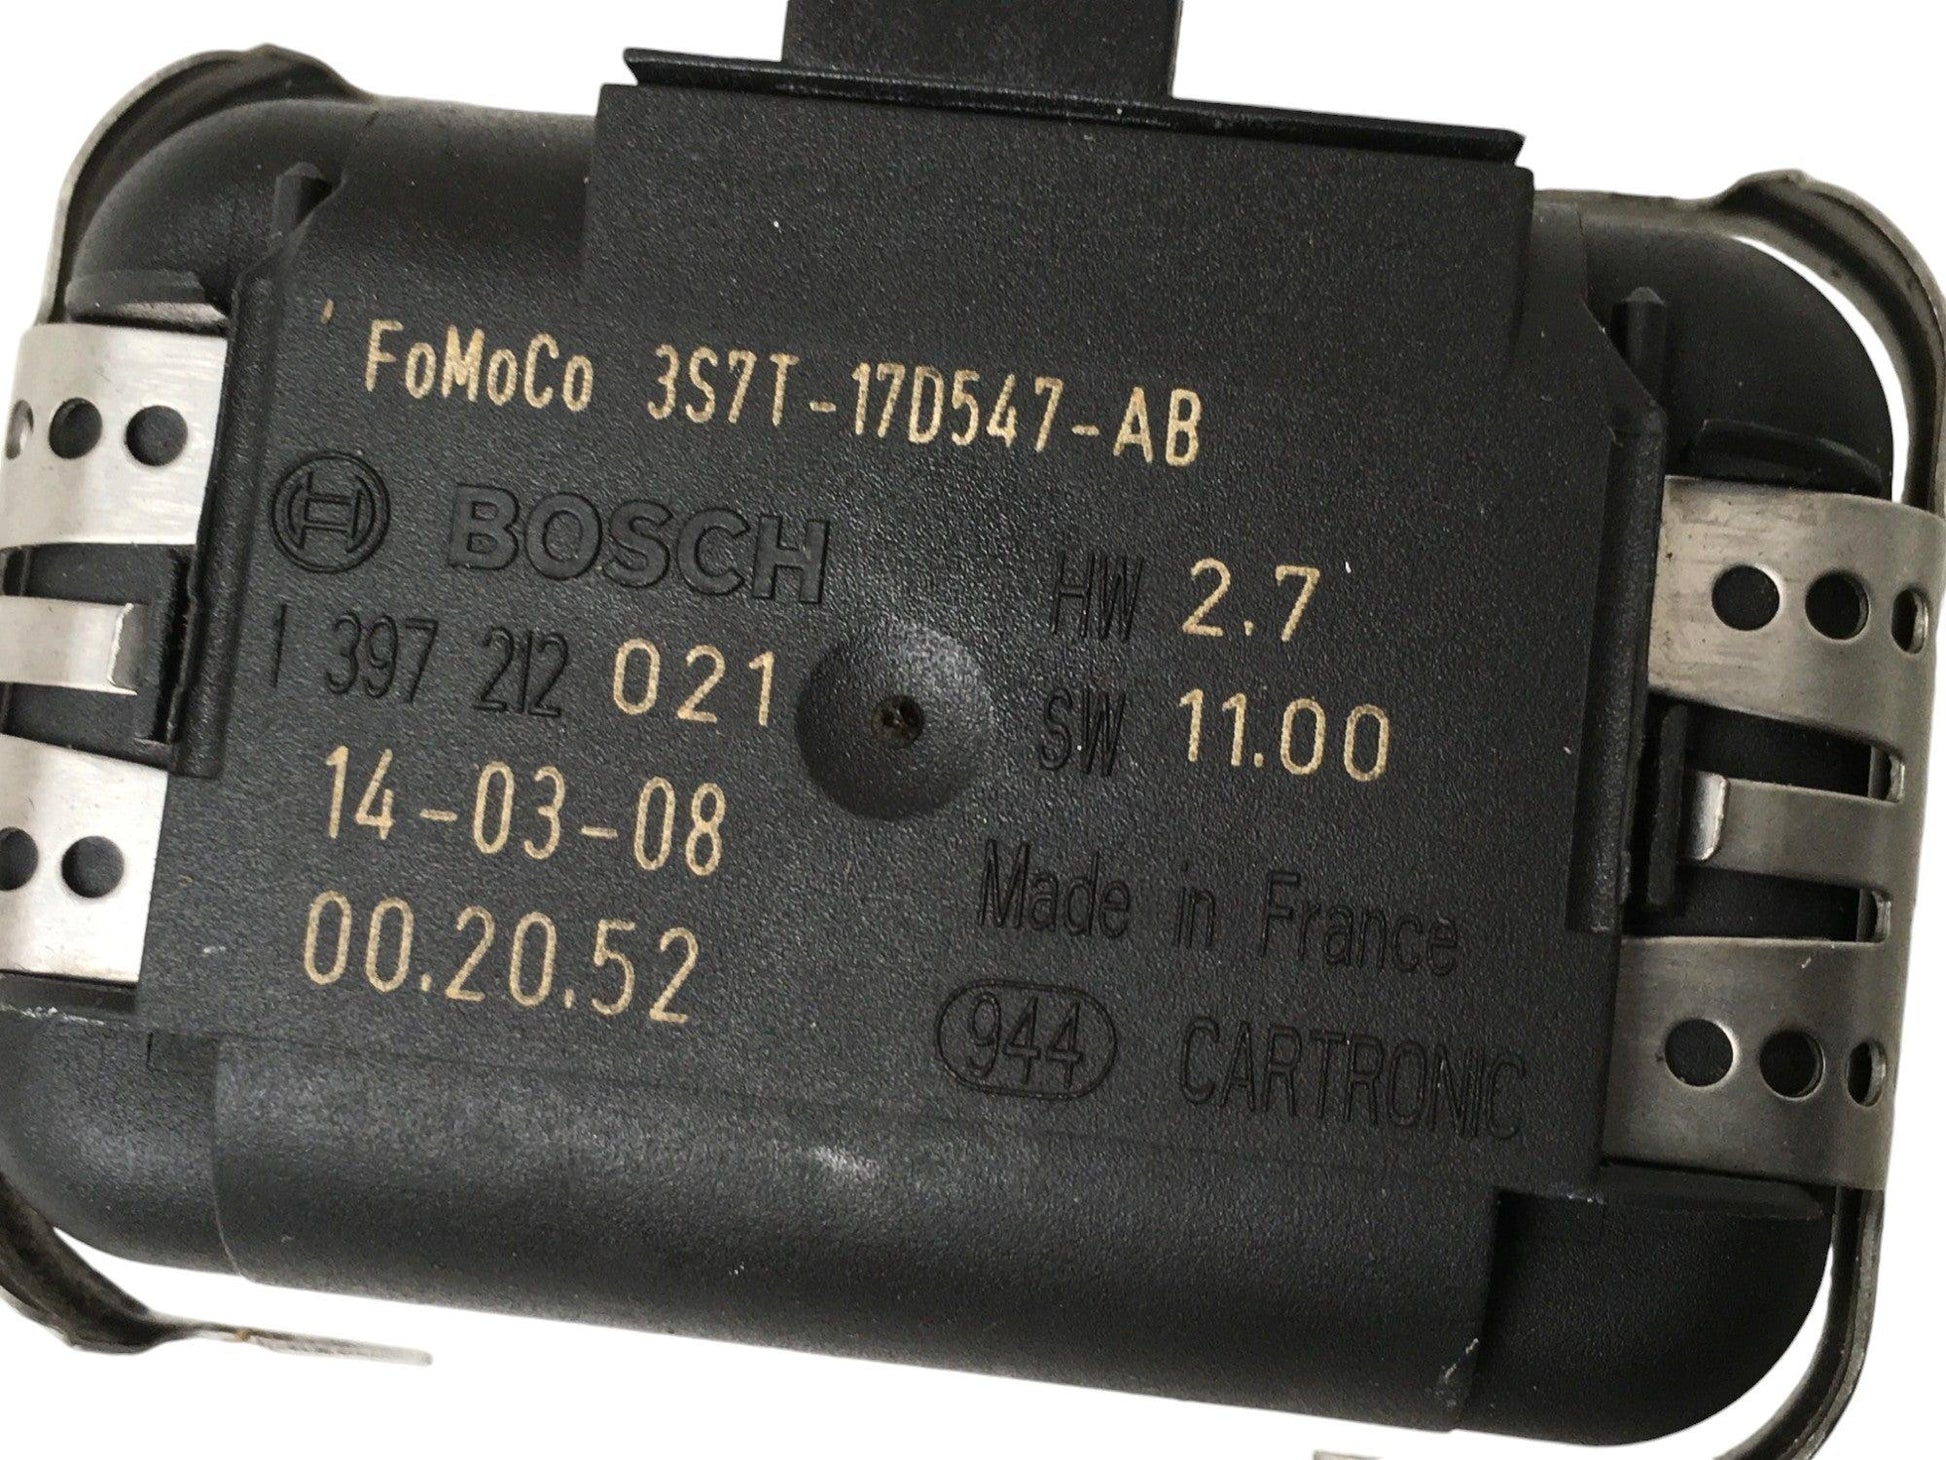 FoMoCo 3S7T-17D547-AB
BOSCH
1 397 212 021
14-03-08
00.20.52
HW 2.7
SW 11.00
Made in France
944 CARTRONIC